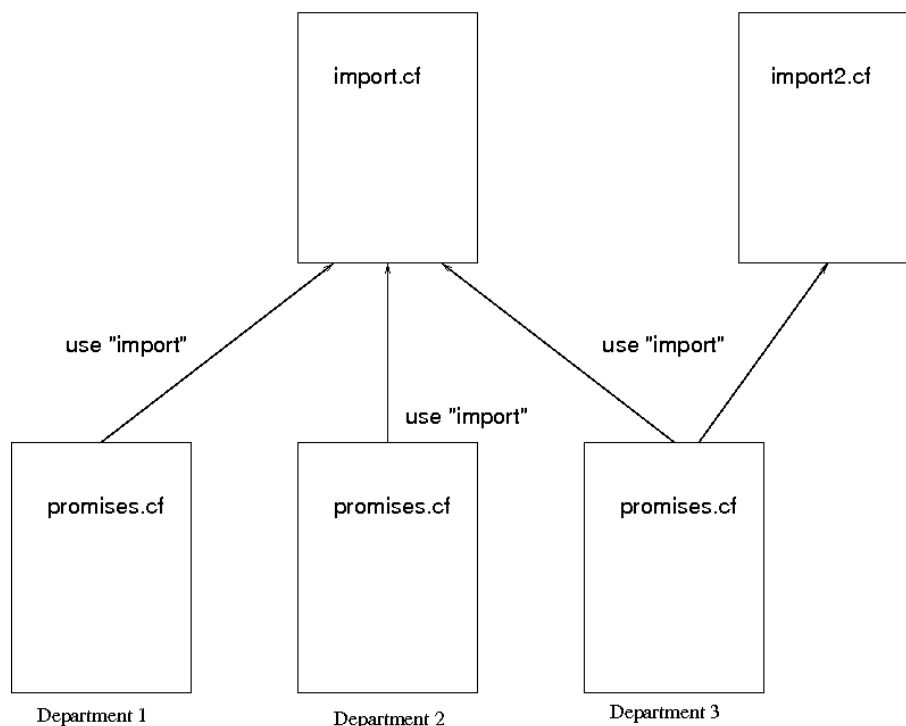 import.cf
import2.cf
use "import"
use "import"
use "import"
promises.cf
promises.cf
promises.cf
Department 1
Department 2
Department 3